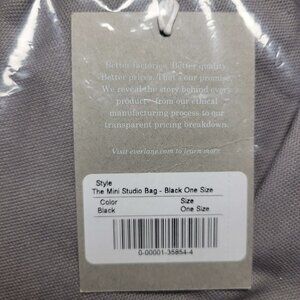 Better factories. Better quality.
Better prices. That's our promise.
We reveal the story behind every
product—from our ethical
manufacturing process to our
transparent pricing breakdown.
Visit everlane.com to learn more.
Style
The Mini Studio Bag - Black One Size
Color Size
Black One Size
0-00001-35854-4